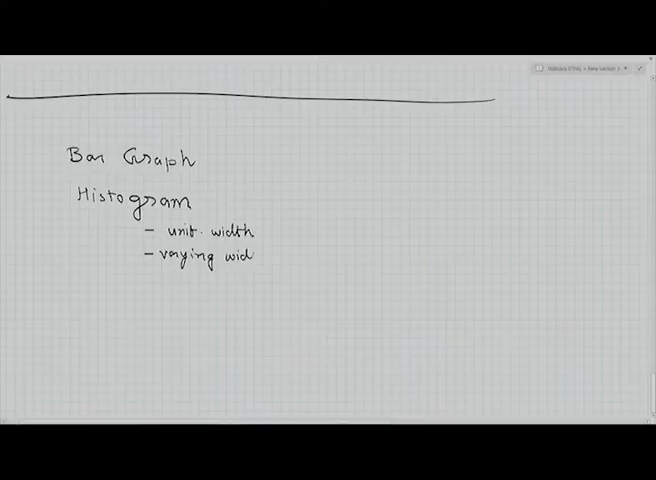 Bar Graph
Histogram
- unit width
- varying wid